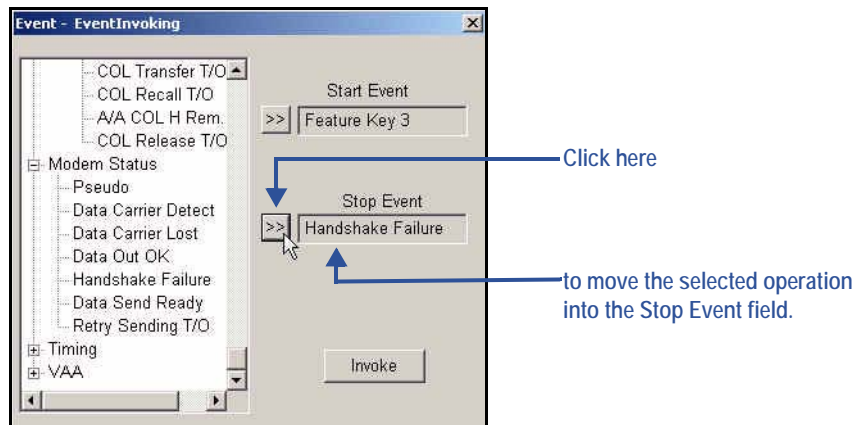 Event - EventInvoking
COL Transfer T/O
COL Recall T/O
A/A COL H Rem.
COL Release T/O
Modem Status
Pseudo
Data Carrier Detect
Data Carrier Lost
Data Out OK
Handshake Failure
Data Send Ready
Retry Sending T/O
Timing
VAA
Start Event
>> Feature Key 3
Stop Event
>> Handshake Failure
Invoke
Click here
to move the selected operation
into the Stop Event field.